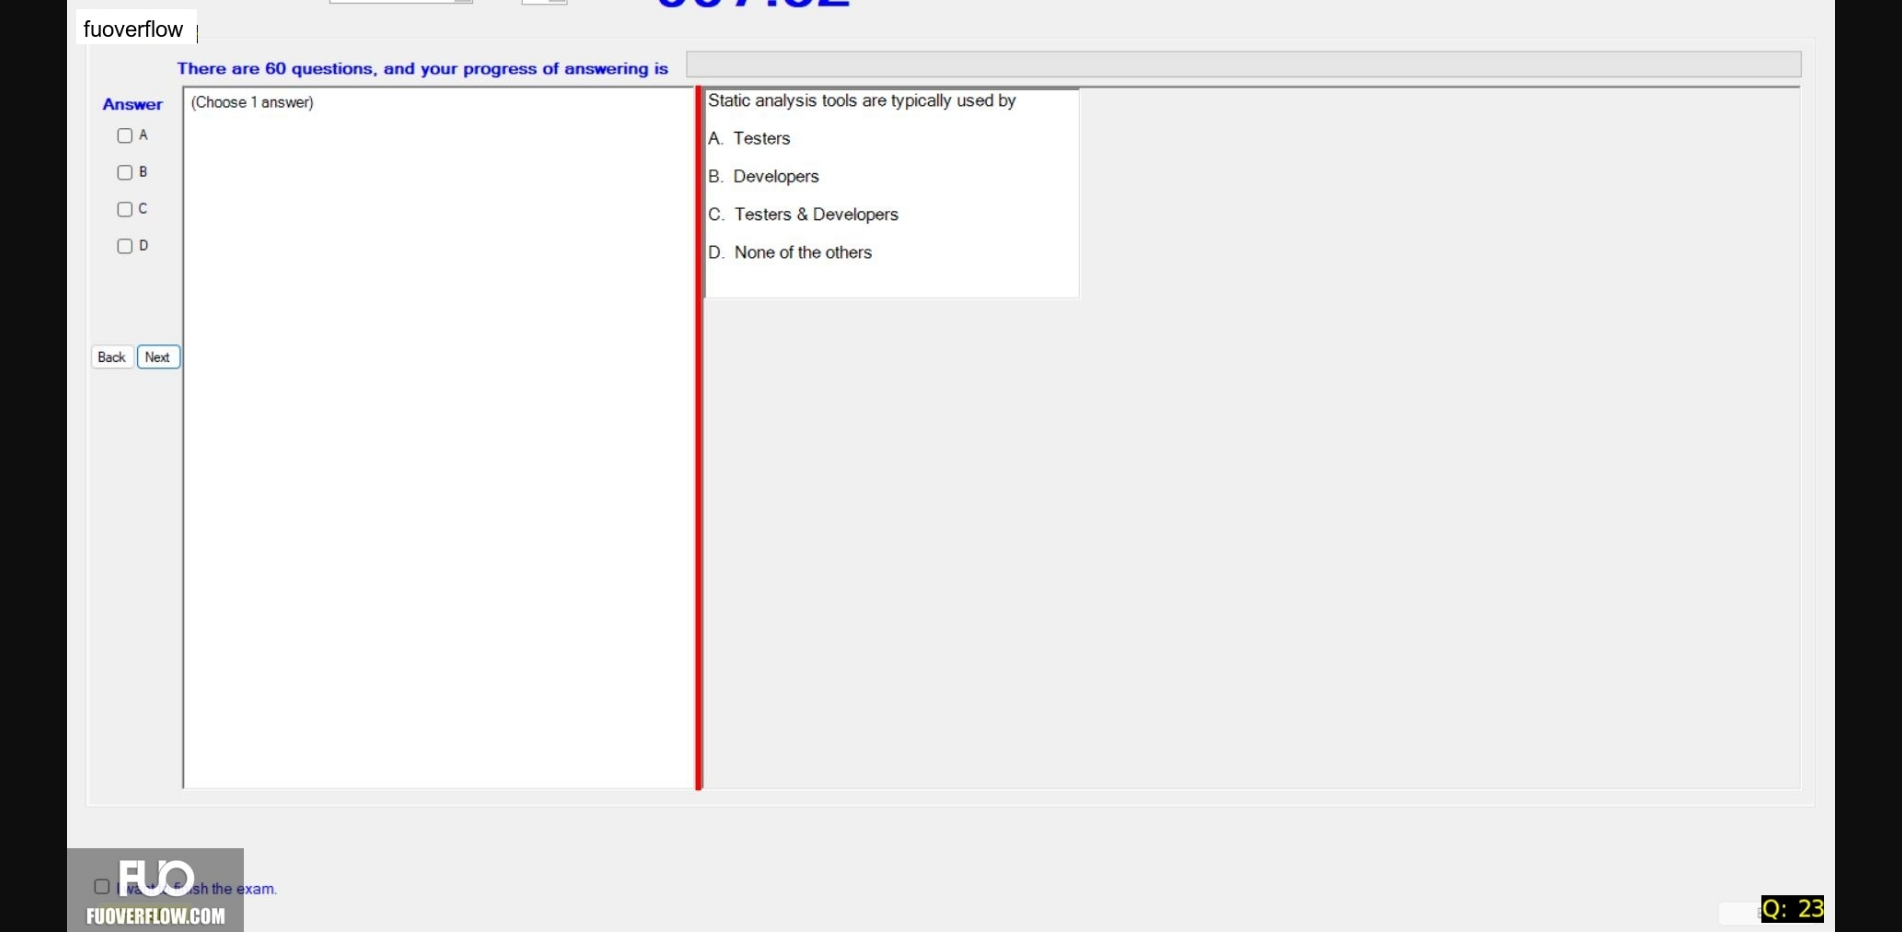 fuoverflow
There are 60 questions, and your progress of answering is
Answer
(Choose 1 answer)
A
B
C
D
Back Next
Static analysis tools are typically used by
A. Testers
B. Developers
C. Testers & Developers
D. None of the others
FUO
the exam.
FUOVERFLOW.COM
Q: 23